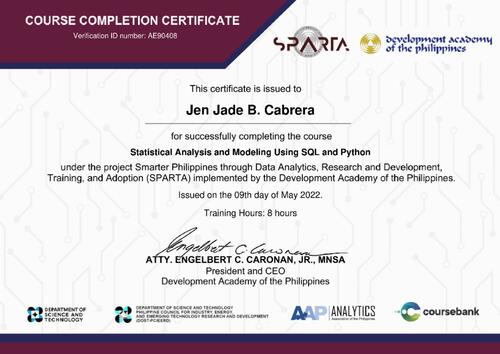 COURSE COMPLETION CERTIFICATE
Verification ID number: AE90408
SPARTA
development academy
of the philippines
This certificate is issued to
Jen Jade B. Cabrera
for successfully completing the course
Statistical Analysis and Modeling Using SQL and Python
under the project Smarter Philippines through Data Analytics, Research and Development,
Training, and Adoption (SPARTA) implemented by the Development Academy of the Philippines.
Issued on the 09th day of May 2022.
Training Hours: 8 hours
Engelbert C. Caronan
ATTY. ENGELBERT C. CARONAN, JR., MNSA
President and CEO
Development Academy of the Philippines
DEPARTMENT OF
SCIENCE AND
TECHNOLOGY
DEPARTMENT OF SCIENCE AND TECHNOLOGY
PHILIPPINE COUNCIL FOR INDUSTRY, ENERGY,
AND EMERGING TECHNOLOGY RESEARCH AND DEVELOPMENT
(DOST-PCIEERD)
AAP ANALYTICS
Association of the Philippines
coursebank